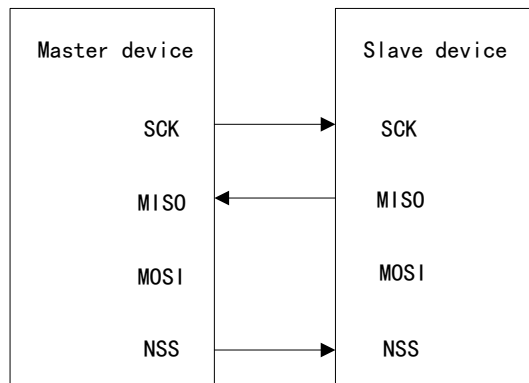 Master device
SCK
MISO
MOSI
NSS
Slave device
SCK
MISO
MOSI
NSS